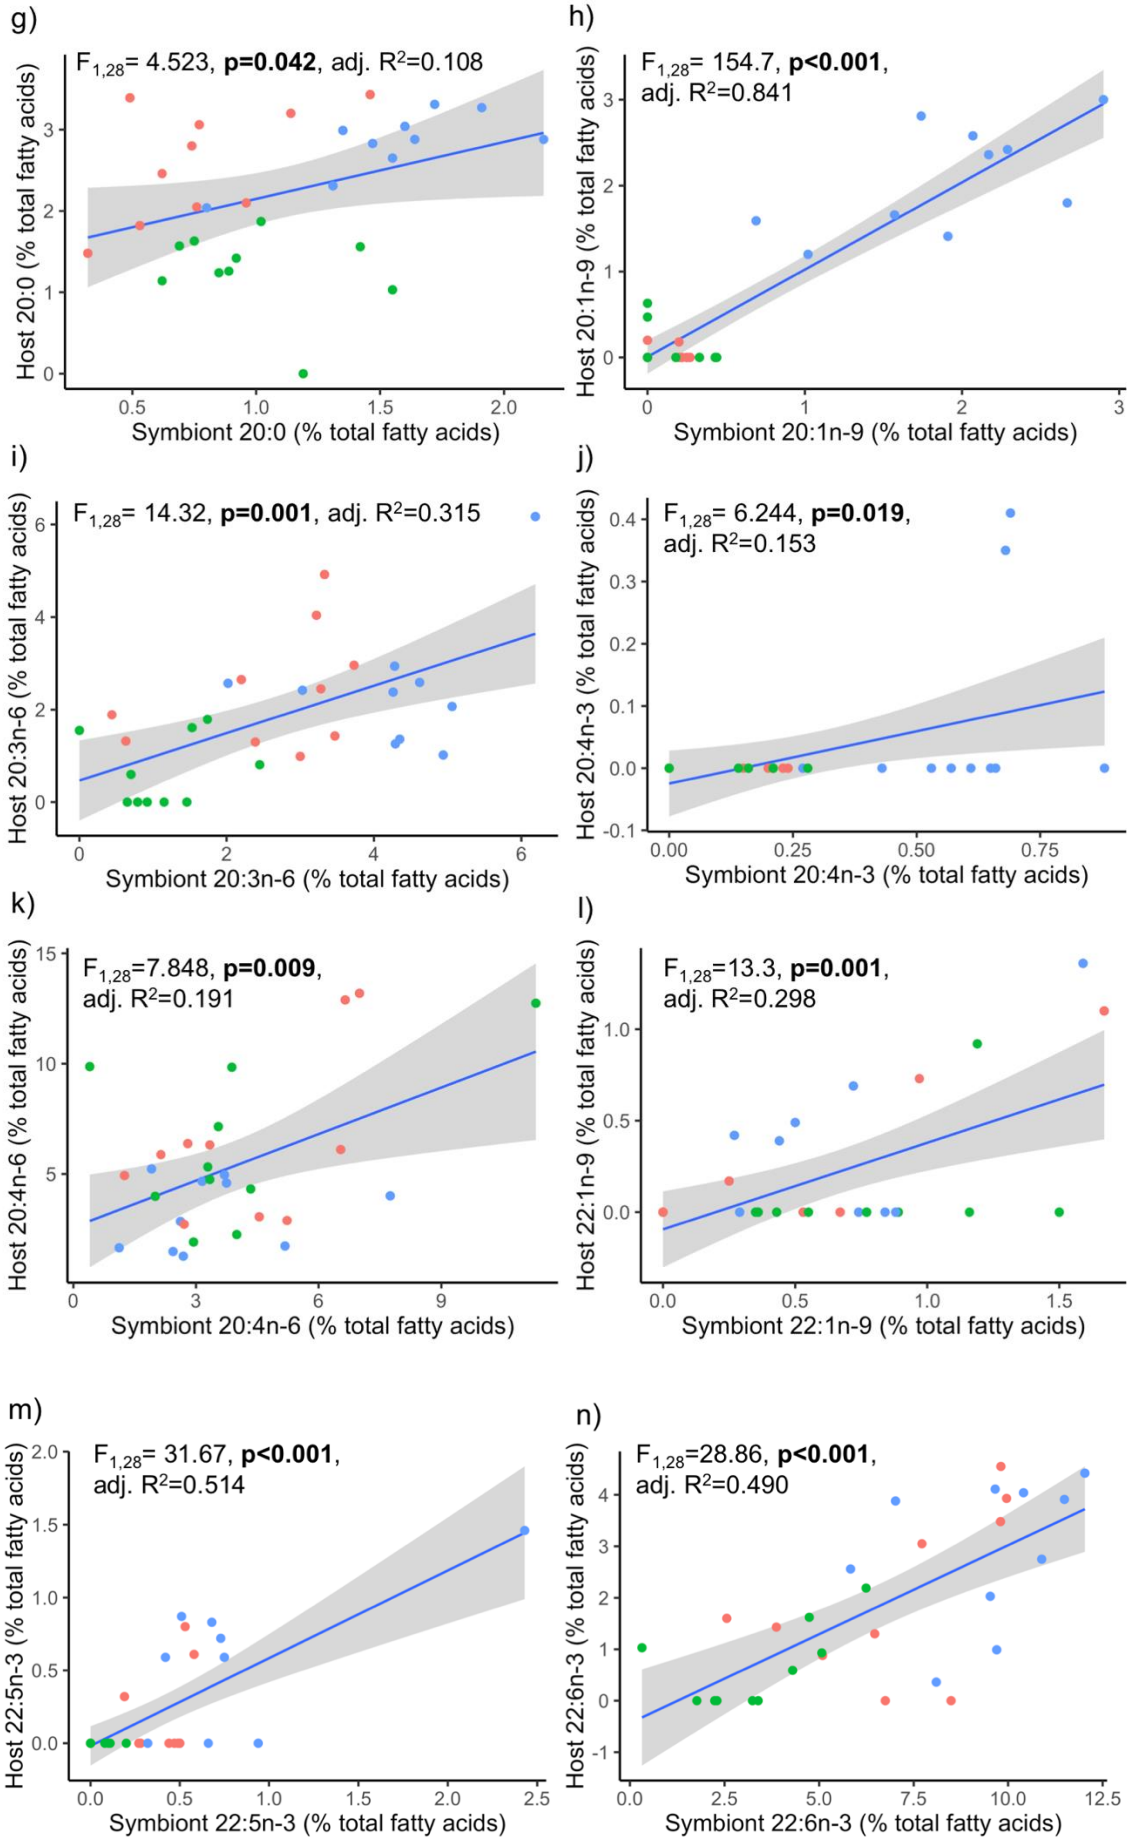 g)
F1,28= 4.523, p=0.042, adj. R2=0.108
Host 20:0 (% total fatty acids)
3
2
1
0
0.5 1.0 1.5 2.0
Symbiont 20:0 (% total fatty acids)
h)
F1,28= 154.7, p<0.001,
adj. R2=0.841
Host 20:1n-9 (% total fatty acids)
3
2
1
0
0 1 2 3
Symbiont 20:1n-9 (% total fatty acids)
i)
F1,28= 14.32, p=0.001, adj. R2=0.315
Host 20:3n-6 (% total fatty acids)
6
4
2
0
0 2 4 6
Symbiont 20:3n-6 (% total fatty acids)
j)
F1,28= 6.244, p=0.019,
adj. R2=0.153
Host 20:4n-3 (% total fatty acids)
0.4
0.3
0.2
0.1
0.0
-0.1
0.00 0.25 0.50 0.75
Symbiont 20:4n-3 (% total fatty acids)
k)
F1,28=7.848, p=0.009,
adj. R2=0.191
Host 20:4n-6 (% total fatty acids)
15
10
5
0 3 6 9
Symbiont 20:4n-6 (% total fatty acids)
l)
F1,28=13.3, p=0.001,
adj. R2=0.298
Host 22:1n-9 (% total fatty acids)
1.0
0.5
0.0
0.0 0.5 1.0 1.5
Symbiont 22:1n-9 (% total fatty acids)
m)
F1,28= 31.67, p<0.001,
adj. R2=0.514
Host 22:5n-3 (% total fatty acids)
2.0
1.5
1.0
0.5
0.0
0.0 0.5 1.0 1.5 2.0 2.5
Symbiont 22:5n-3 (% total fatty acids)
n)
F1,28=28.86, p<0.001,
adj. R2=0.490
Host 22:6n-3 (% total fatty acids)
4
3
2
1
0
-1
0.0 2.5 5.0 7.5 10.0 12.5
Symbiont 22:6n-3 (% total fatty acids)